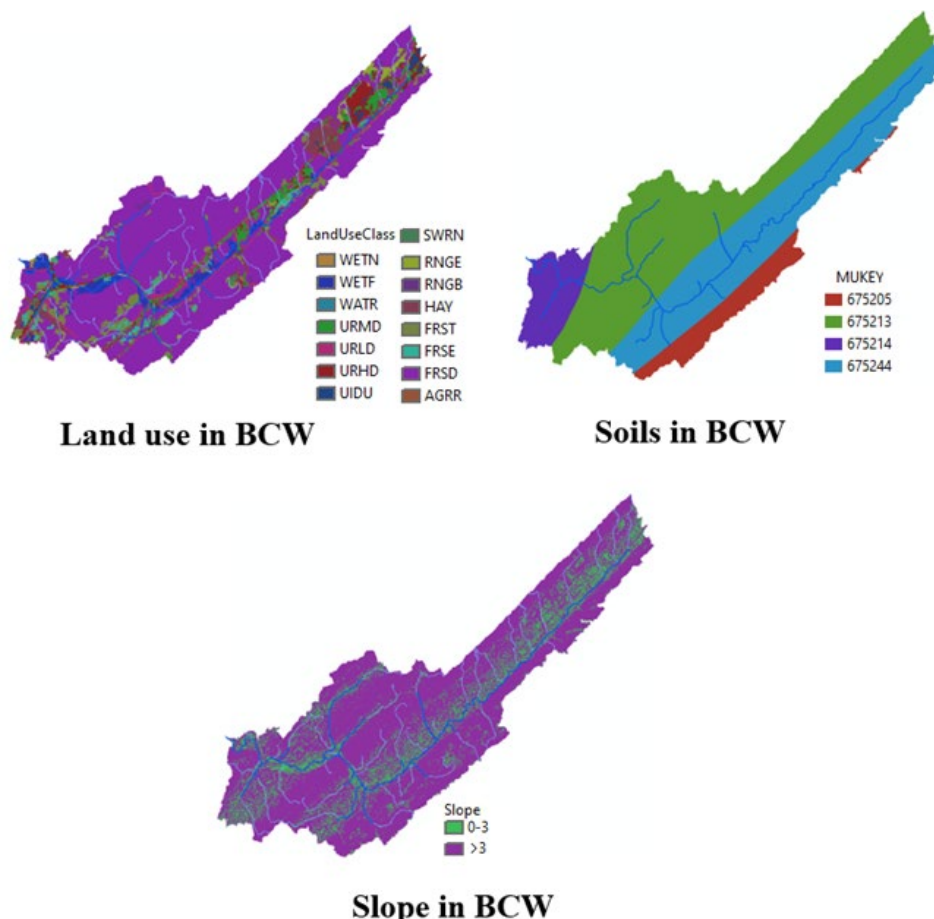 LandUseClass
WETN
WETF
WATR
URMD
URLD
URHD
UIDU
SWRN
RNGE
RNGB
HAY
FRST
FRSE
FRSD
AGRR
Land use in BCW
MUKEY
675205
675213
675214
675244
Soils in BCW
Slope
0-3
>3
Slope in BCW